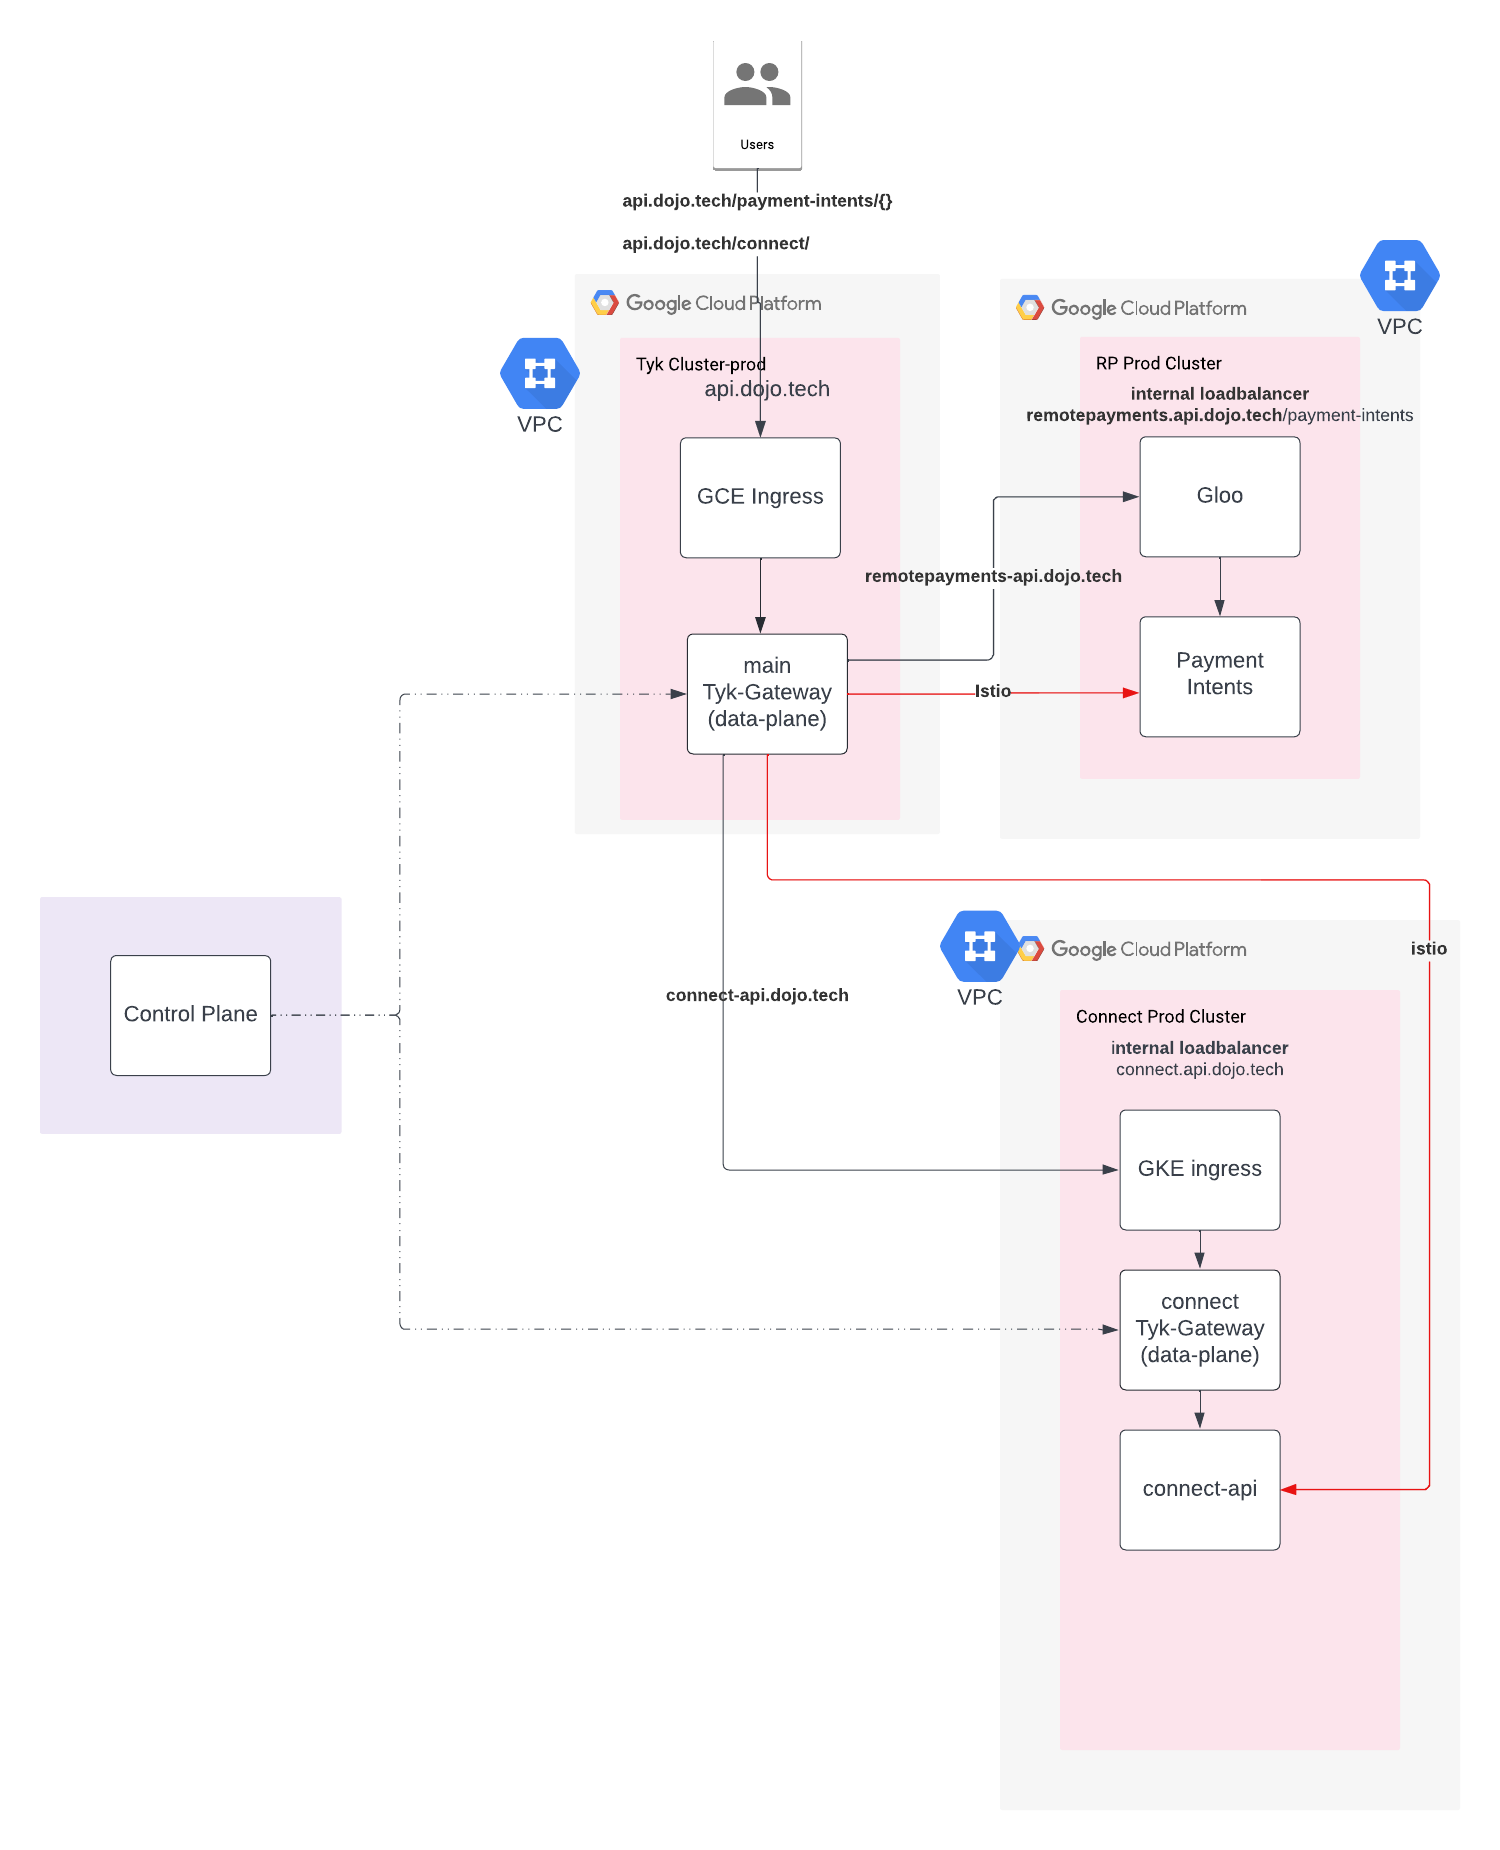 Users
api.dojo.tech/payment-intents/{}
api.dojo.tech/connect/
Google Cloud Platform
Tyk Cluster-prod
api.dojo.tech
VPC
GCE Ingress
main
Tyk-Gateway
(data-plane)
Google Cloud Platform
VPC
RP Prod Cluster
internal loadbalancer
remotepayments.api.dojo.tech/payment-intents
Gloo
remotepayments-api.dojo.tech
Payment
Intents
Istio
Control Plane
connect-api.dojo.tech
VPC
Google Cloud Platform
istio
Connect Prod Cluster
internal loadbalancer
connect.api.dojo.tech
GKE ingress
connect
Tyk-Gateway
(data-plane)
connect-api